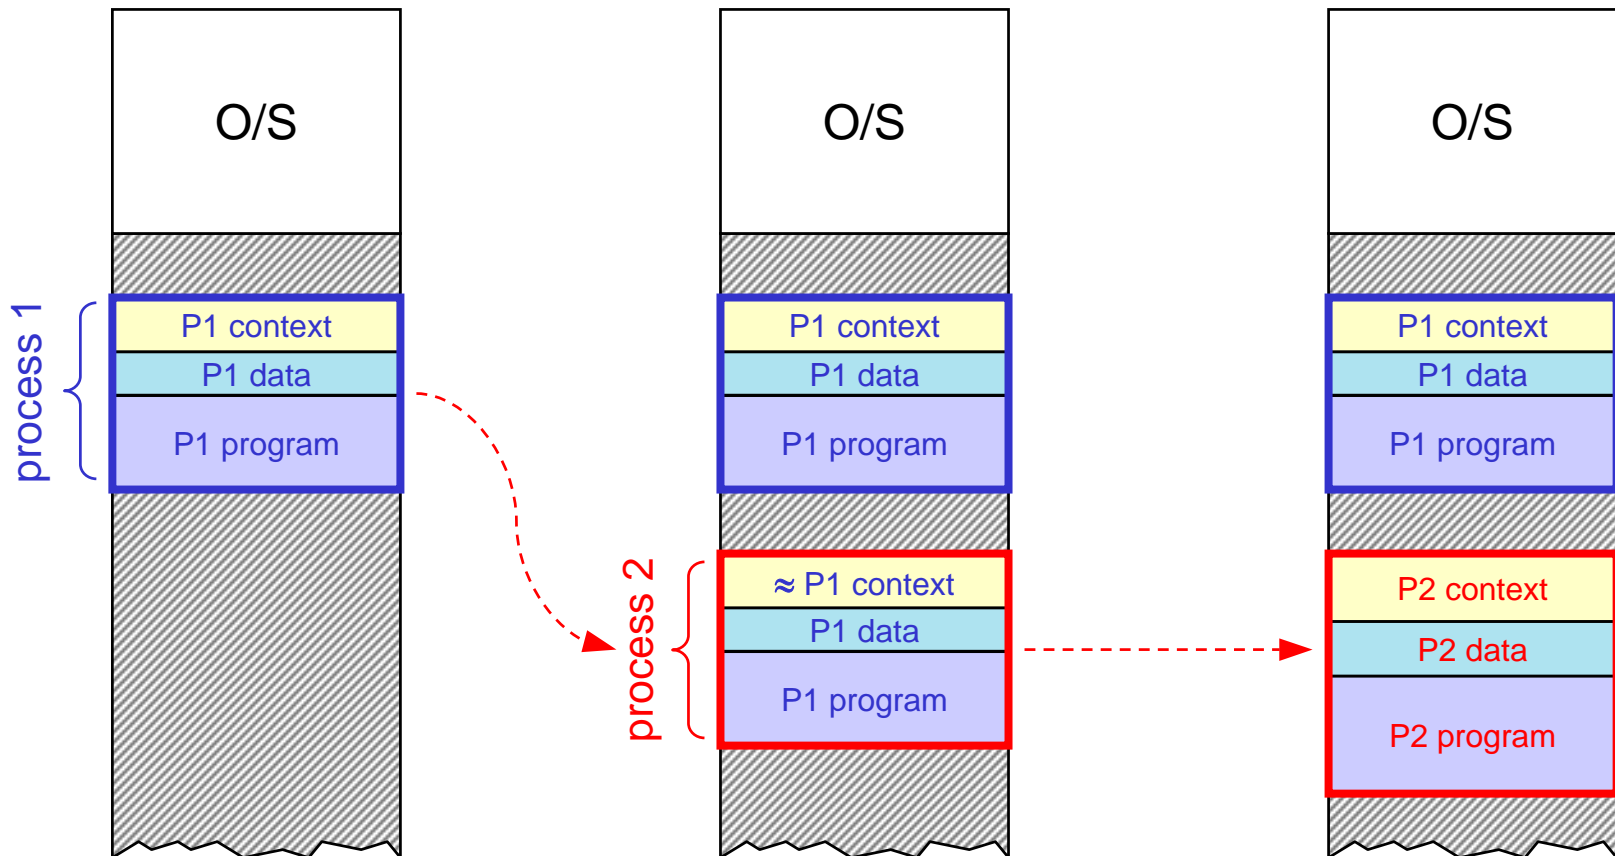 O/S
process 1
P1 context
P1 data
P1 program
O/S
P1 context
P1 data
P1 program
process 2
≈ P1 context
P1 data
P1 program
O/S
P1 context
P1 data
P1 program
P2 context
P2 data
P2 program